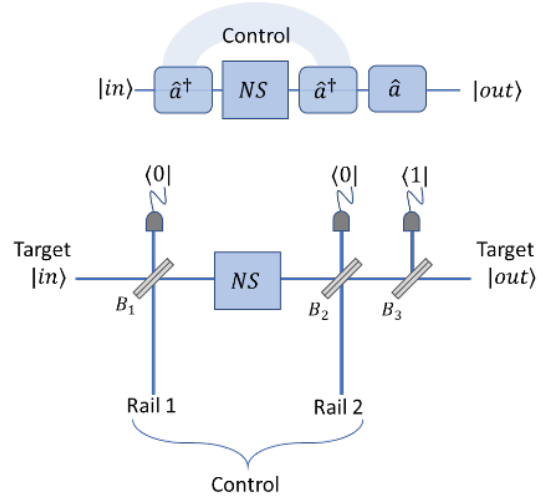 Control
|in⟩ â† NS â† â |out⟩
⟨0| ⟨0| ⟨1|
Target Target
|in⟩ NS |out⟩
B₁ B₂ B₃
Rail 1 Rail 2
Control